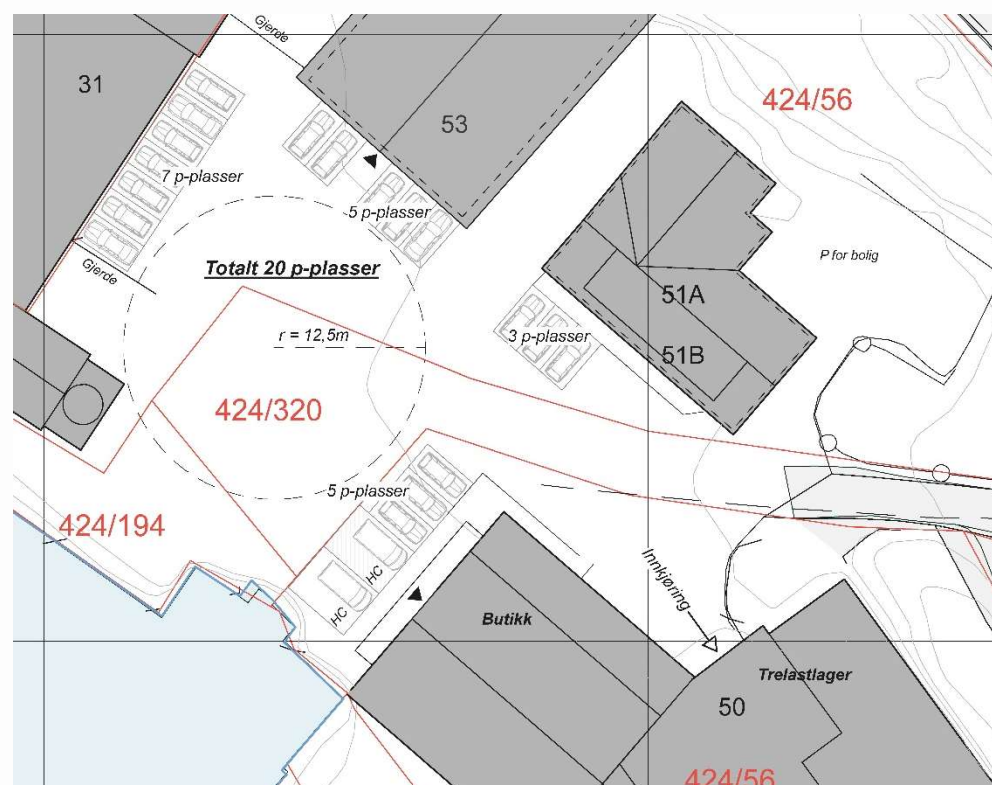 Gjerde
31
53
424/56
7 p-plasser
5 p-plasser
Gjerde
Totalt 20 p-plasser
P for bolig
51A
r = 12,5m
3 p-plasser
51B
424/320
5 p-plasser
424/194
HC
HC
Innkjøring
Butikk
Trelastlager
50
424/56